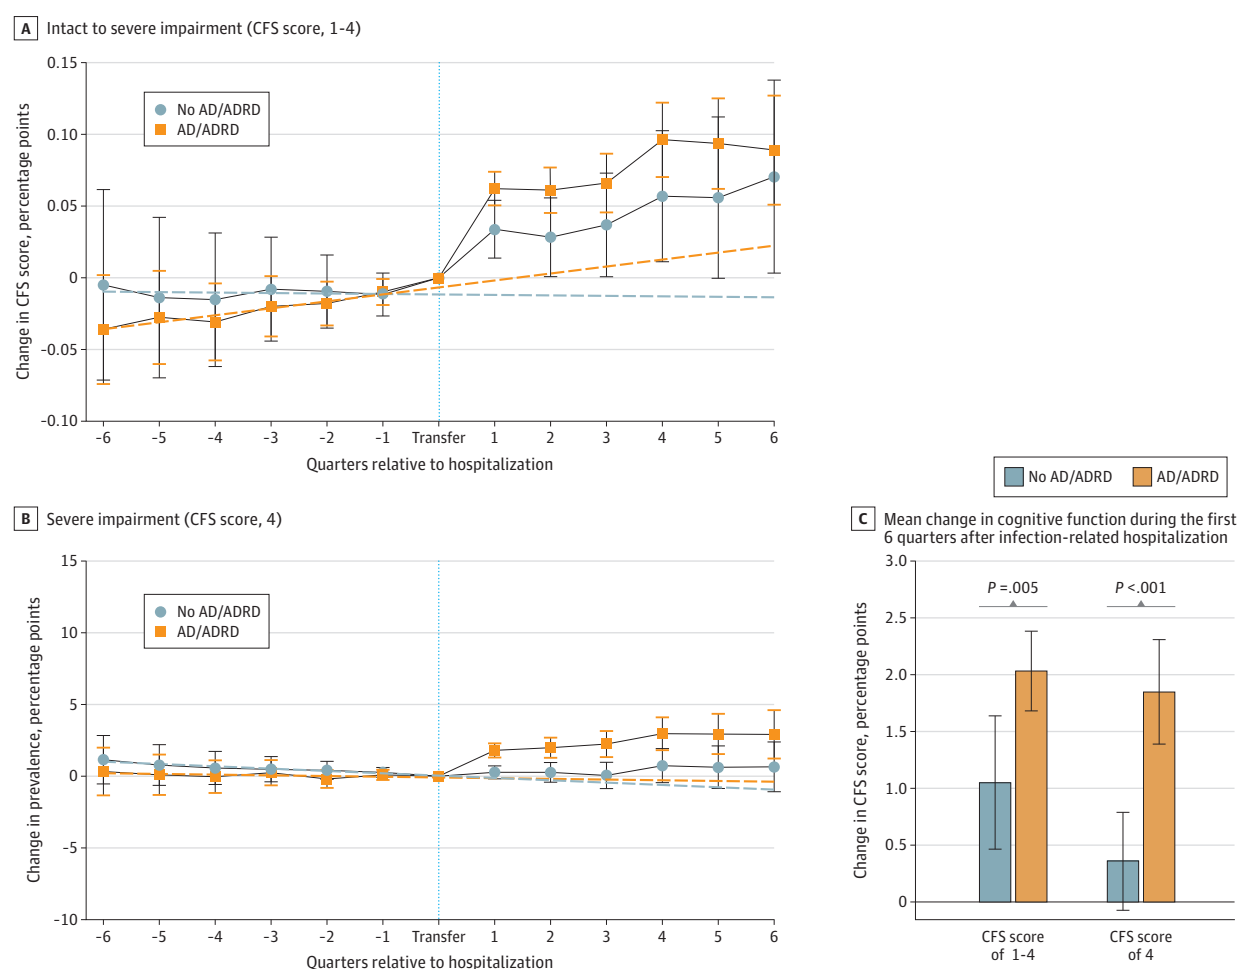 A Intact to severe impairment (CFS score, 1-4)
0.15
0.10
0.05
0
-0.05
-0.10
Change in CFS score, percentage points
No AD/ADRD
AD/ADRD
-6 -5 -4 -3 -2 -1 Transfer 1 2 3 4 5 6
Quarters relative to hospitalization
B Severe impairment (CFS score, 4)
15
10
5
0
-5
-10
Change in prevalence, percentage points
No AD/ADRD
AD/ADRD
-6 -5 -4 -3 -2 -1 Transfer 1 2 3 4 5 6
Quarters relative to hospitalization
No AD/ADRD AD/ADRD
C Mean change in cognitive function during the first
6 quarters after infection-related hospitalization
3.0
2.5
2.0
1.5
1.0
0.5
0
Change in CFS score, percentage points
P =.005 P <.001
CFS score
of 1-4
CFS score
of 4